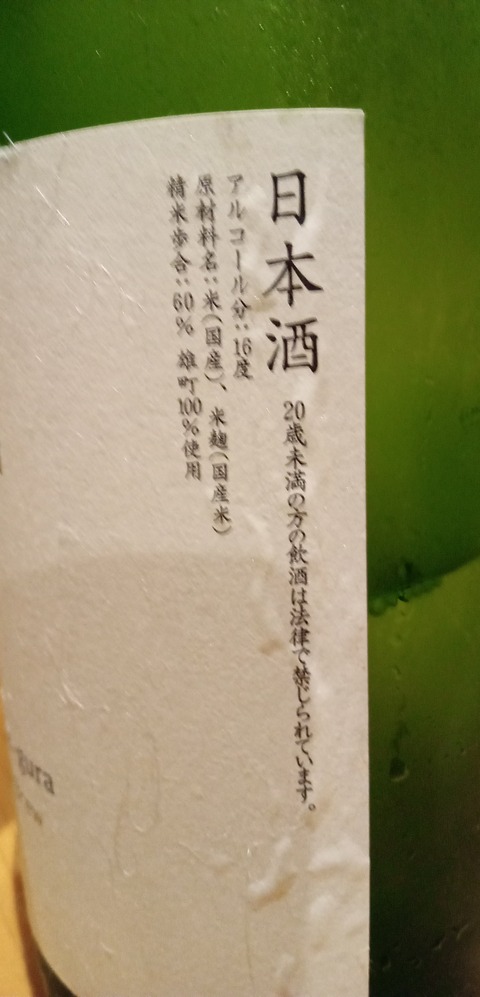 日本酒 20歳未満の方の飲酒は法律で禁じられています。
アルコール分:16度
原材料名:米(国産)、米麹(国産米)
精米歩合:60% 雄町100%使用
gura